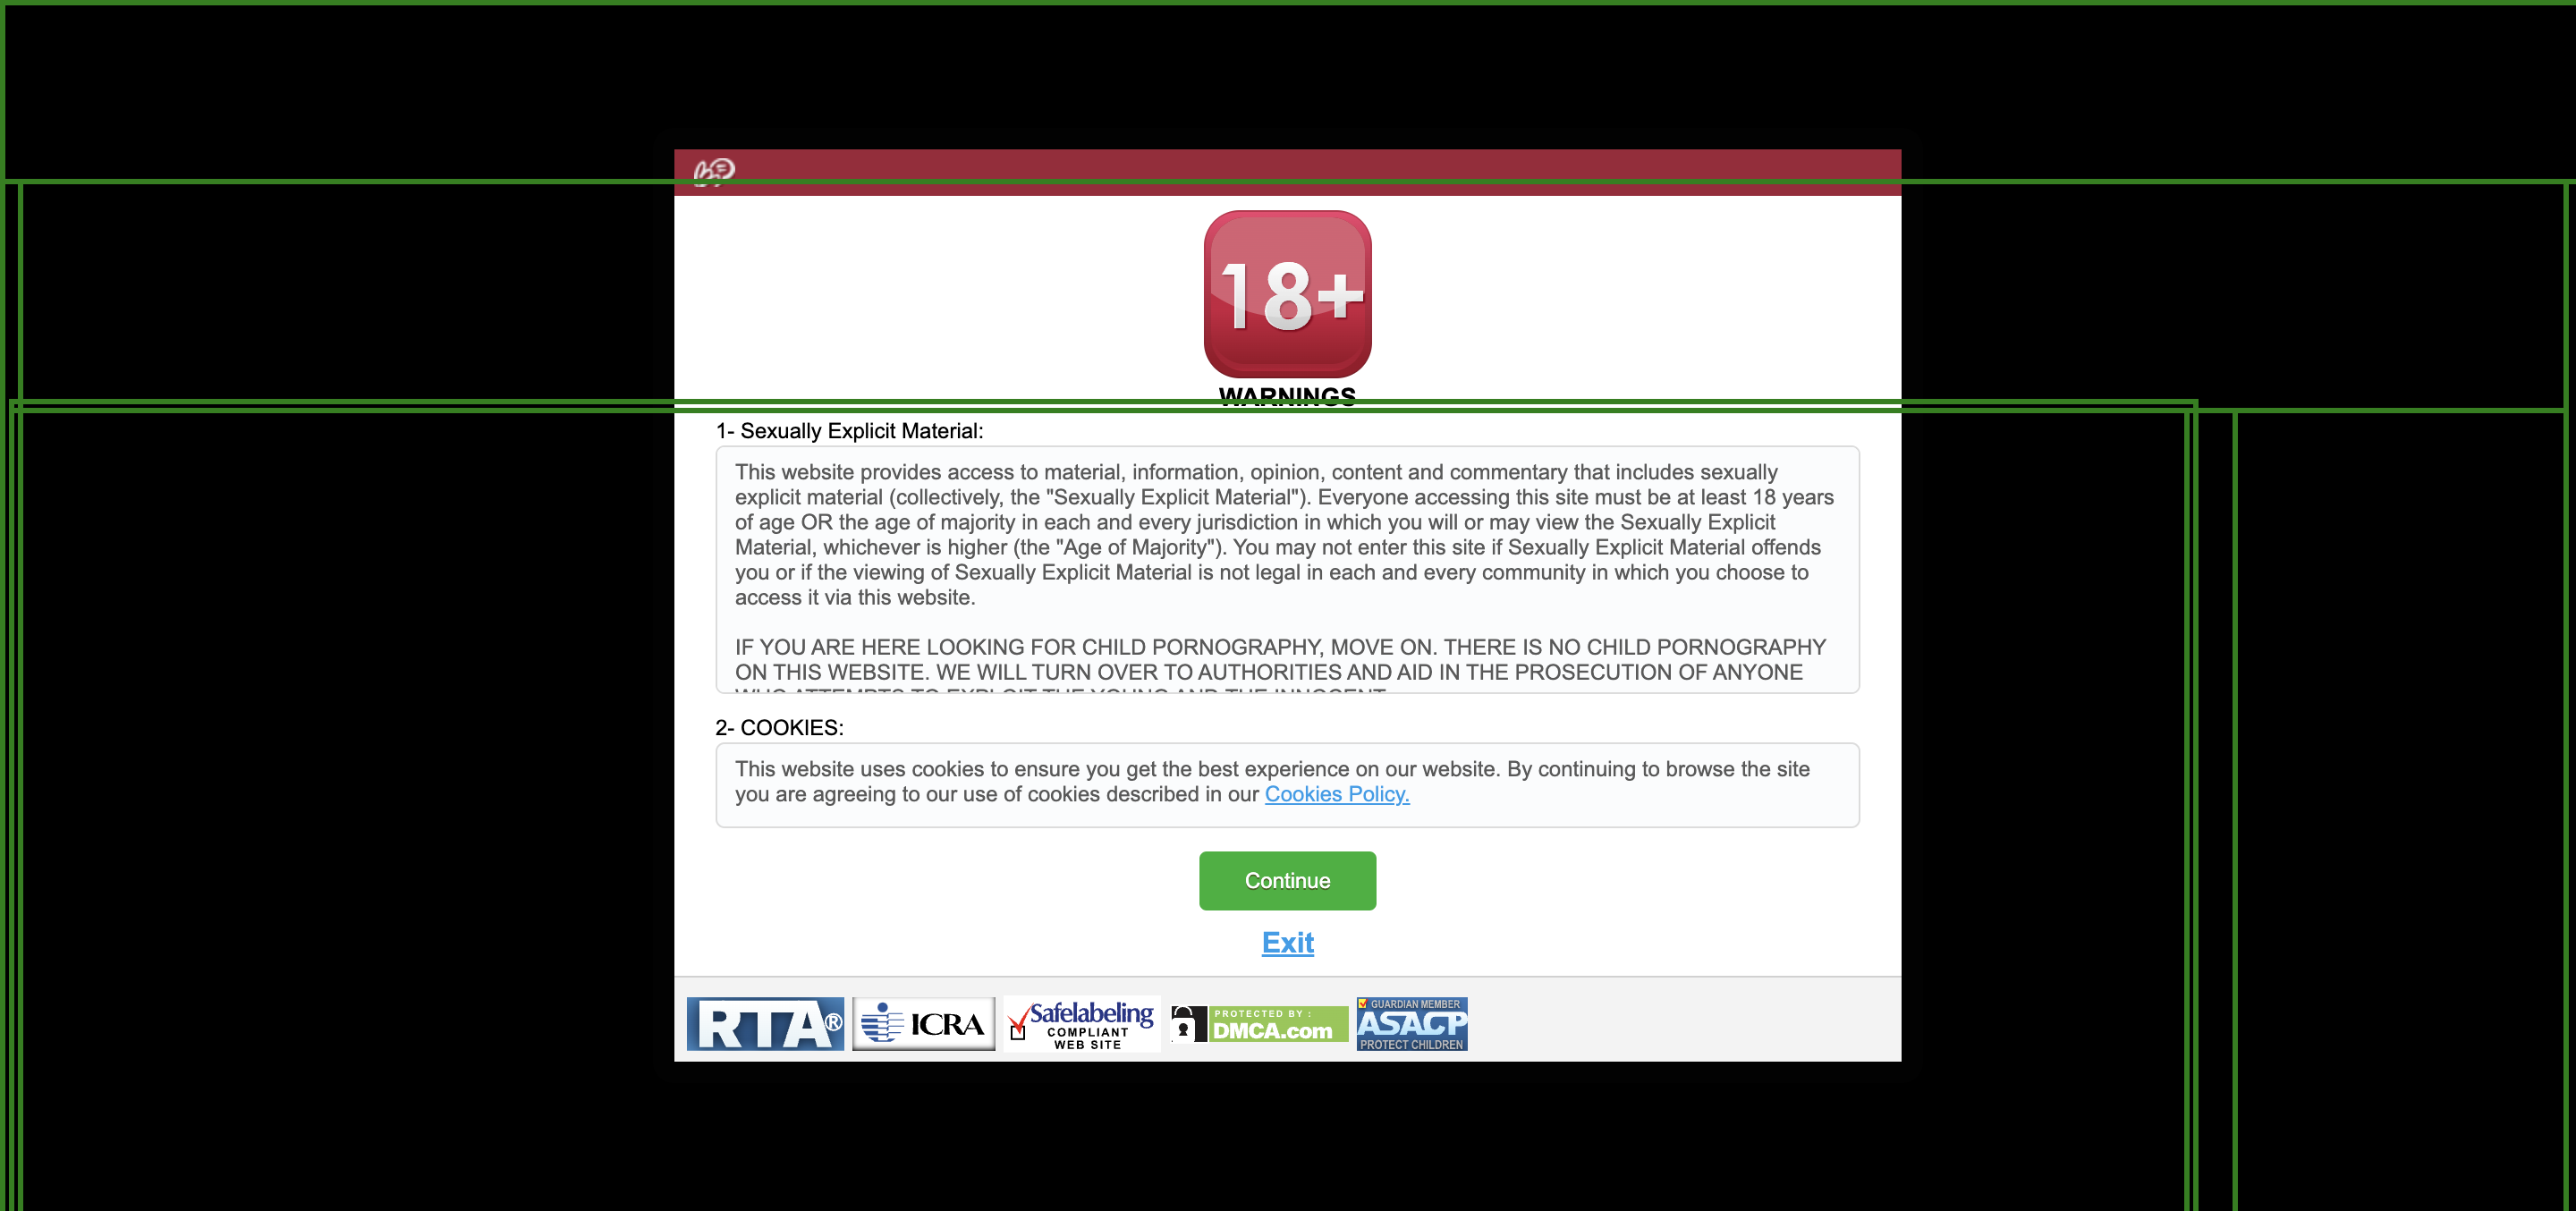 18+
WARNINGS
1- Sexually Explicit Material:
This website provides access to material, information, opinion, content and commentary that includes sexually
explicit material (collectively, the "Sexually Explicit Material"). Everyone accessing this site must be at least 18 years
of age OR the age of majority in each and every jurisdiction in which you will or may view the Sexually Explicit
Material, whichever is higher (the "Age of Majority"). You may not enter this site if Sexually Explicit Material offends
you or if the viewing of Sexually Explicit Material is not legal in each and every community in which you choose to
access it via this website.
IF YOU ARE HERE LOOKING FOR CHILD PORNOGRAPHY, MOVE ON. THERE IS NO CHILD PORNOGRAPHY
ON THIS WEBSITE. WE WILL TURN OVER TO AUTHORITIES AND AID IN THE PROSECUTION OF ANYONE
WHO ATTEMPTS TO EXPLOIT THE YOUNG AND THE INNOCENT
2- COOKIES:
This website uses cookies to ensure you get the best experience on our website. By continuing to browse the site
you are agreeing to our use of cookies described in our Cookies Policy.
Continue
Exit
RTA®
ICRA
Safelabeling
COMPLIANT
WEB SITE
PROTECTED BY :
DMCA.com
GUARDIAN MEMBER
ASACP
PROTECT CHILDREN